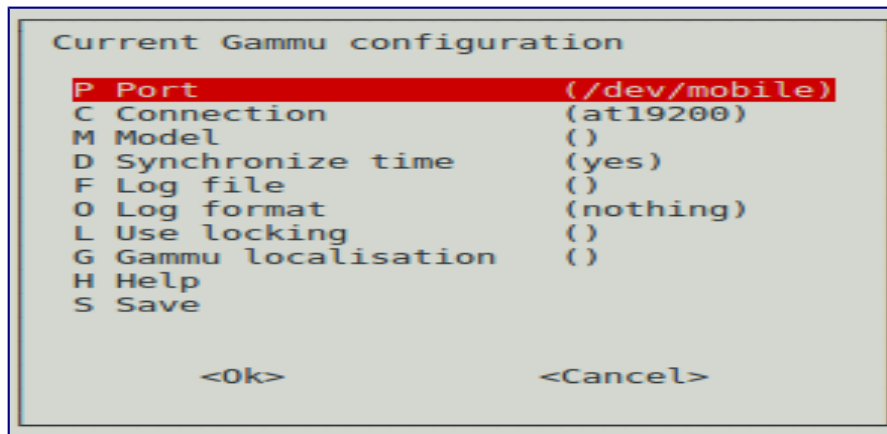 Current Gammu configuration
P Port (/dev/mobile)
C Connection (at19200)
M Model ()
D Synchronize time (yes)
F Log file ()
O Log format (nothing)
L Use locking ()
G Gammu localisation ()
H Help
S Save
<Ok> <Cancel>